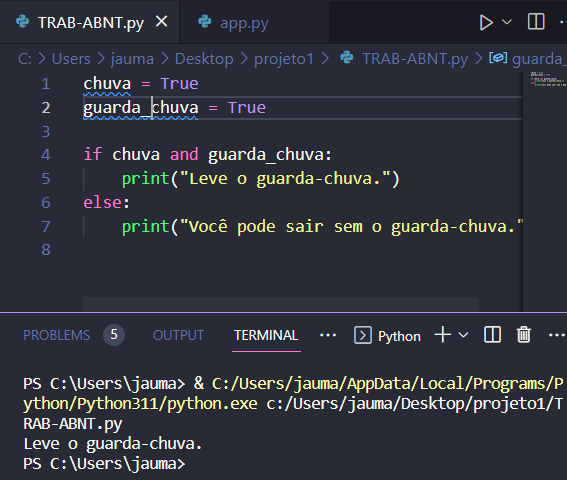 TRAB-ABNT.py × app.py
C: > Users > jauma > Desktop > projeto1 > TRAB-ABNT.py > guarda_
1 chuva = True
2 guarda_chuva = True
3
4 if chuva and guarda_chuva:
5     print("Leve o guarda-chuva.")
6 else:
7     print("Você pode sair sem o guarda-chuva."
8
PROBLEMS 5 OUTPUT TERMINAL ··· Python
PS C:\Users\jauma> & C:/Users/jauma/AppData/Local/Programs/P
ython/Python311/python.exe c:/Users/jauma/Desktop/projeto1/T
RAB-ABNT.py
Leve o guarda-chuva.
PS C:\Users\jauma>